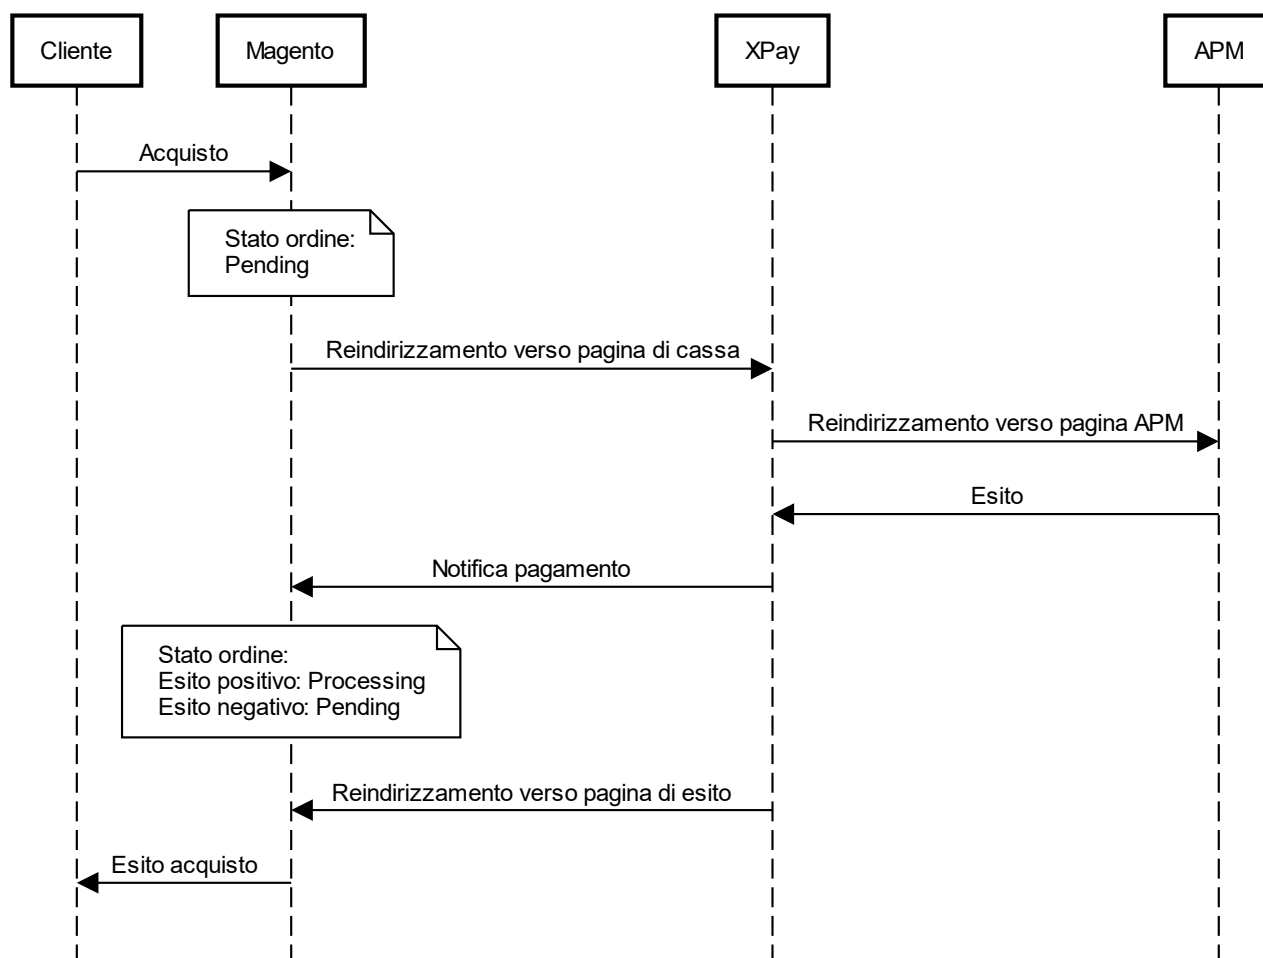 Cliente
Magento
XPay
APM
Acquisto
Stato ordine:
Pending
Reindirizzamento verso pagina di cassa
Reindirizzamento verso pagina APM
Esito
Notifica pagamento
Stato ordine:
Esito positivo: Processing
Esito negativo: Pending
Reindirizzamento verso pagina di esito
Esito acquisto